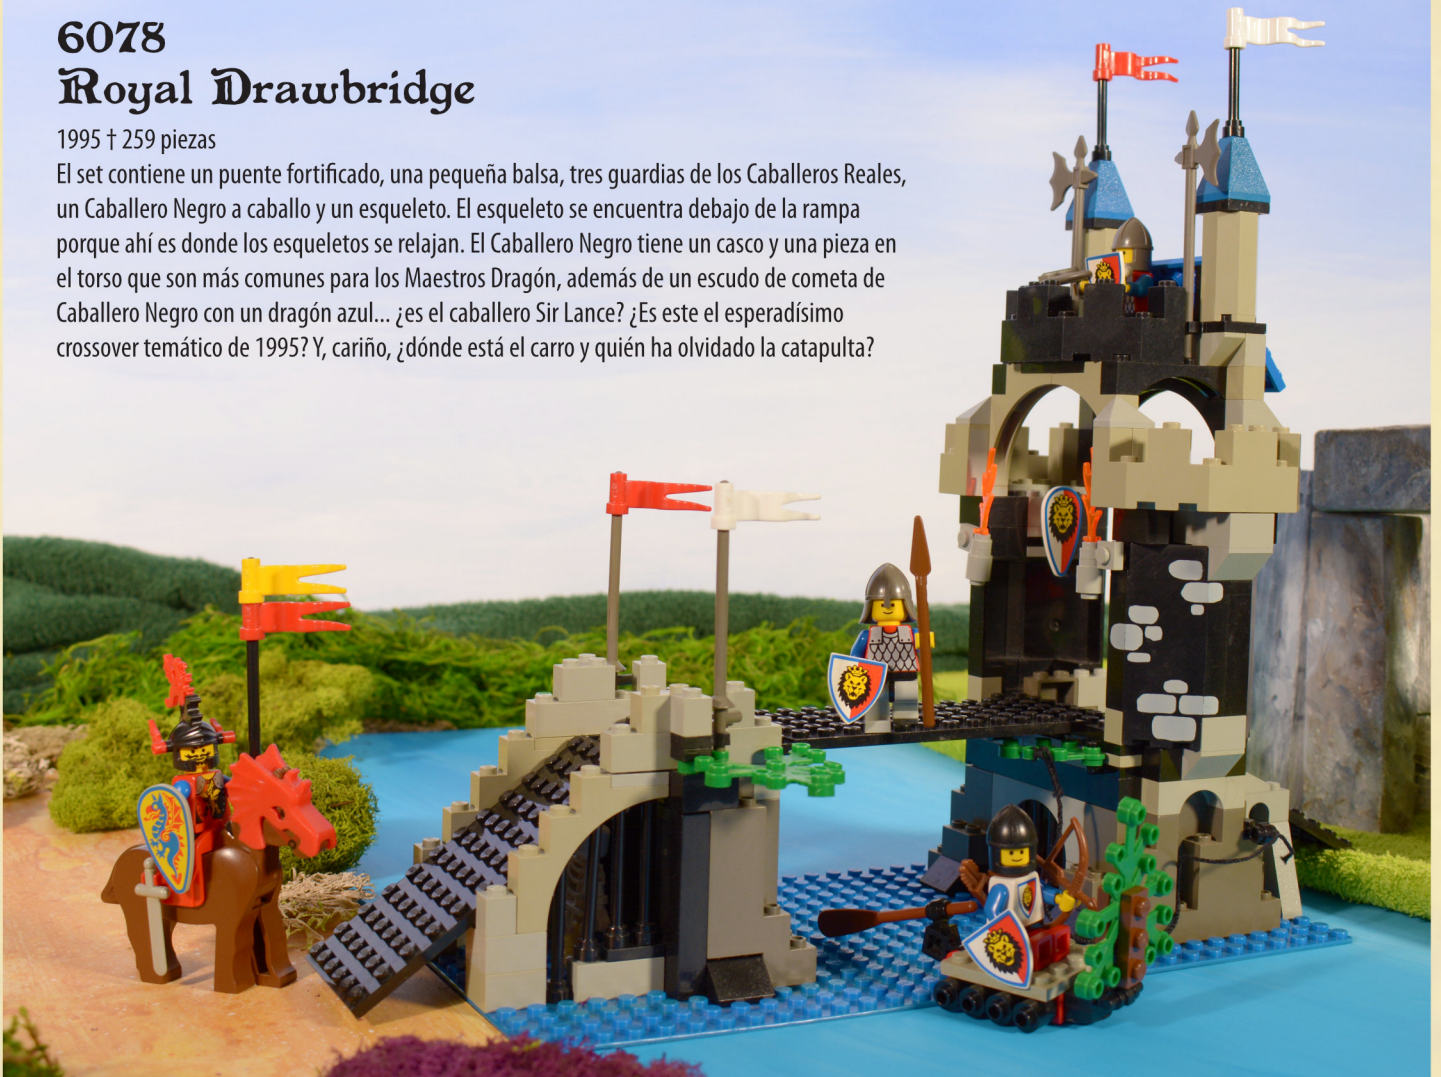 6078
Royal Drawbridge
1995 † 259 piezas
El set contiene un puente fortificado, una pequeña balsa, tres guardias de los Caballeros Reales,
un Caballero Negro a caballo y un esqueleto. El esqueleto se encuentra debajo de la rampa
porque ahí es donde los esqueletos se relajan. El Caballero Negro tiene un casco y una pieza en
el torso que son más comunes para los Maestros Dragón, además de un escudo de cometa de
Caballero Negro con un dragón azul... ¿es el caballero Sir Lance? ¿Es este el esperadísimo
crossover temático de 1995? Y, cariño, ¿dónde está el carro y quién ha olvidado la catapulta?